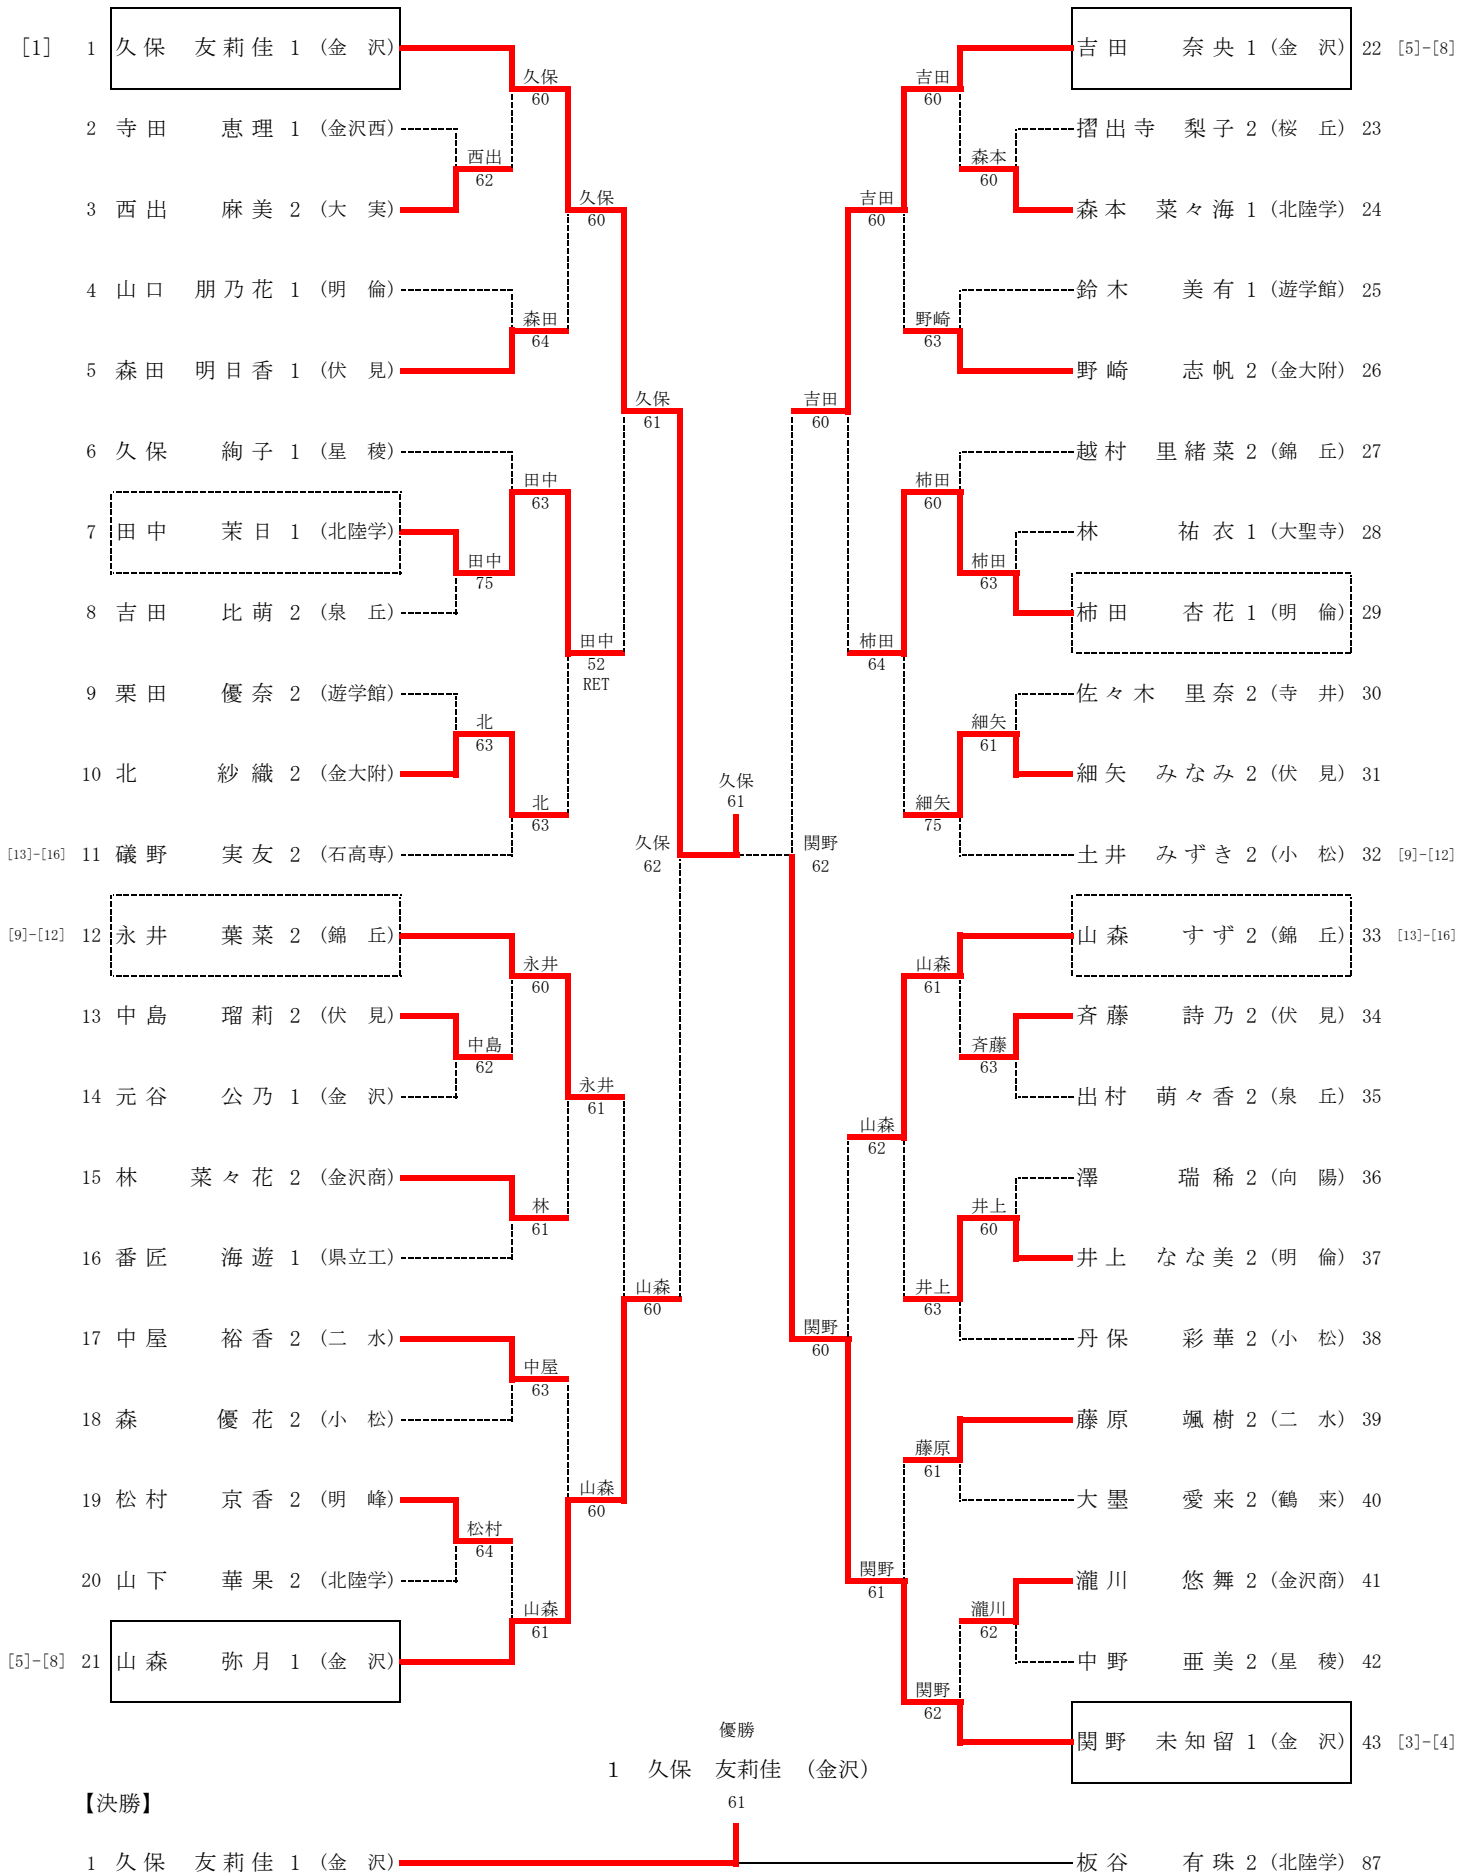 [1] 1 久保 友莉佳 1 (金 沢)
2 寺田 恵理 1 (金沢西)
3 西出 麻美 2 (大 実)
4 山口 朋乃花 1 (明 倫)
5 森田 明日香 1 (伏 見)
6 久保 絢子 1 (星 稜)
7 田中 茉日 1 (北陸学)
8 吉田 比萌 2 (泉 丘)
9 栗田 優奈 2 (遊学館)
10 北 紗織 2 (金大附)
[13]-[16] 11 礒野 実友 2 (石高専)
[9]-[12] 12 永井 葉菜 2 (錦 丘)
13 中島 瑠莉 2 (伏 見)
14 元谷 公乃 1 (金 沢)
15 林 菜々花 2 (金沢商)
16 番匠 海遊 1 (県立工)
17 中屋 裕香 2 (二 水)
18 森 優花 2 (小 松)
19 松村 京香 2 (明 峰)
20 山下 華果 2 (北陸学)
[5]-[8] 21 山森 弥月 1 (金 沢)
西出
62
田中
75
北
63
中島
62
松村
64
久保
60
森田
64
田中
63
北
63
永井
60
林
61
中屋
63
山森
61
久保
60
田中
52
RET
永井
61
山森
60
久保
61
山森
60
久保
62
久保
61
関野
62
吉田
60
関野
60
吉田
60
柿田
64
山森
62
関野
61
吉田
60
野崎
63
柿田
60
細矢
75
山森
61
井上
63
藤原
61
関野
62
森本
60
柿田
63
細矢
61
斉藤
63
井上
60
瀧川
62
吉田 奈央 1 (金 沢) 22 [5]-[8]
摺出寺 梨子 2 (桜 丘) 23
森本 菜々海 1 (北陸学) 24
鈴木 美有 1 (遊学館) 25
野崎 志帆 2 (金大附) 26
越村 里緒菜 2 (錦 丘) 27
林 祐衣 1 (大聖寺) 28
柿田 杏花 1 (明 倫) 29
佐々木 里奈 2 (寺 井) 30
細矢 みなみ 2 (伏 見) 31
土井 みずき 2 (小 松) 32 [9]-[12]
山森 すず 2 (錦 丘) 33 [13]-[16]
斉藤 詩乃 2 (伏 見) 34
出村 萌々香 2 (泉 丘) 35
澤 瑞稀 2 (向 陽) 36
井上 なな美 2 (明 倫) 37
丹保 彩華 2 (小 松) 38
藤原 颯樹 2 (二 水) 39
大墨 愛来 2 (鶴 来) 40
瀧川 悠舞 2 (金沢商) 41
中野 亜美 2 (星 稜) 42
関野 未知留 1 (金 沢) 43 [3]-[4]
優勝
1 久保 友莉佳 (金沢)
【決勝】
61
1 久保 友莉佳 1 (金 沢)
板谷 有珠 2 (北陸学) 87